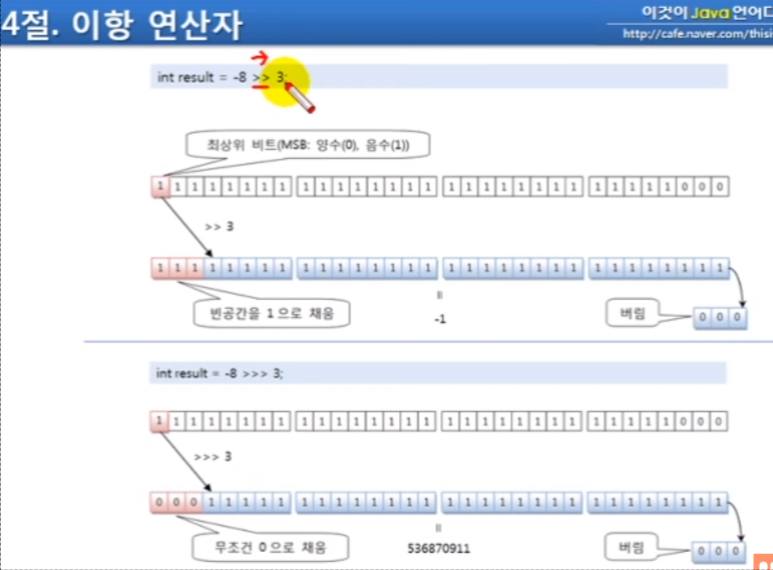 4절. 이항 연산자
이것이 Java 언어다
http://cafe.naver.com/thisi
int result = -8 >> 3;
최상위 비트(MSB: 양수(0), 음수(1))
1 1 1 1 1 1 1 1 1 1 1 1 1 1 1 1 1 1 1 1 1 1 1 1 1 1 1 1 1 0 0 0
>> 3
1 1 1 1 1 1 1 1 1 1 1 1 1 1 1 1 1 1 1 1 1 1 1 1 1 1 1 1 1 1 1 1
빈공간을 1 으로 채움
=
-1
버림
0 0 0
int result = -8 >>> 3;
1 1 1 1 1 1 1 1 1 1 1 1 1 1 1 1 1 1 1 1 1 1 1 1 1 1 1 1 1 0 0 0
>>> 3
0 0 0 1 1 1 1 1 1 1 1 1 1 1 1 1 1 1 1 1 1 1 1 1 1 1 1 1 1 1 1 1
무조건 0 으로 채움
=
536870911
버림
0 0 0